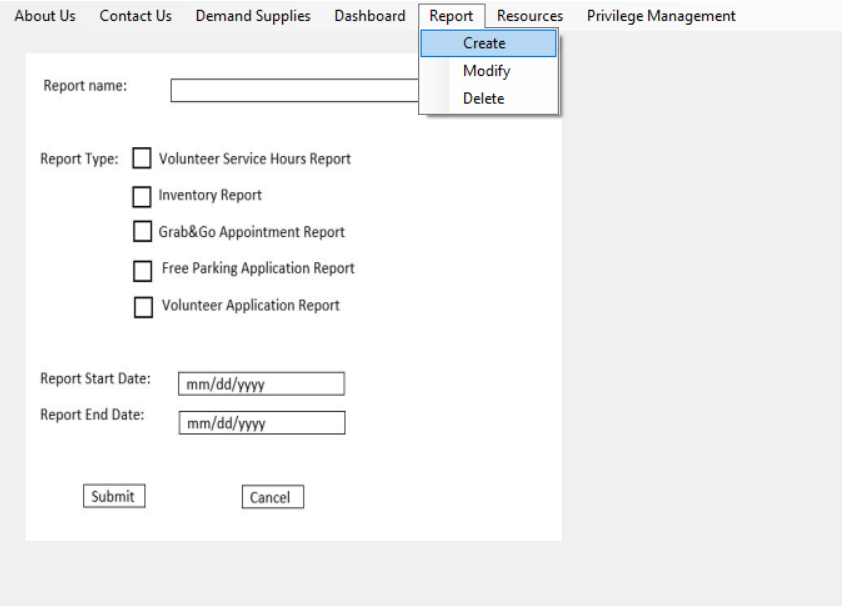 About Us Contact Us Demand Supplies Dashboard Report Resources Privilege Management
Create
Modify
Delete
Report name:
Report Type: Volunteer Service Hours Report
Inventory Report
Grab&Go Appointment Report
Free Parking Application Report
Volunteer Application Report
Report Start Date: mm/dd/yyyy
Report End Date: mm/dd/yyyy
Submit Cancel